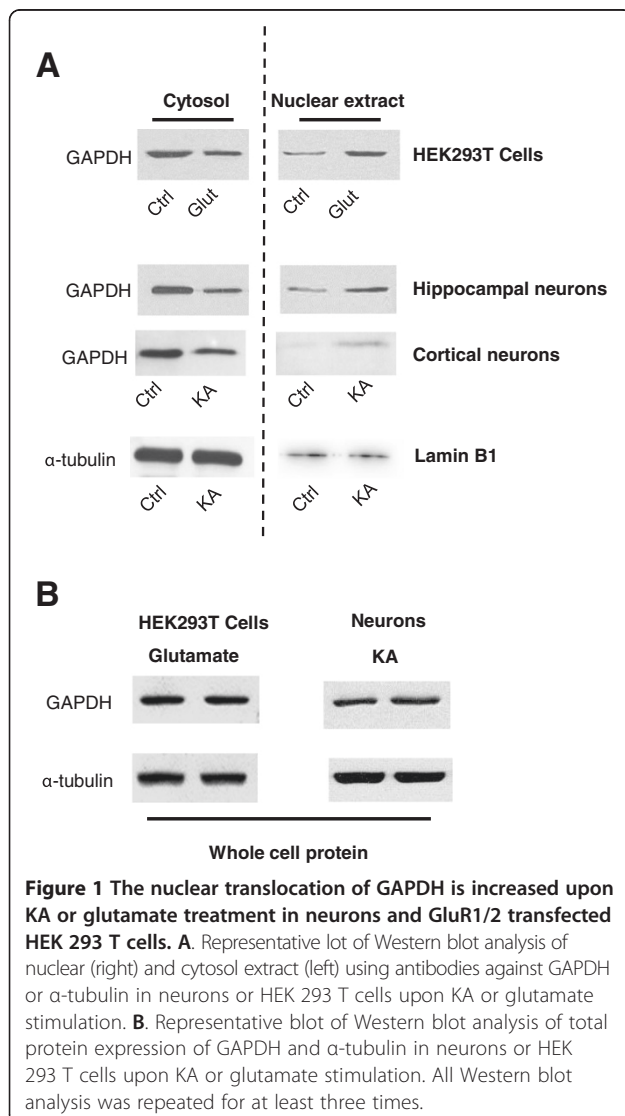 A
Cytosol Nuclear extract
GAPDH HEK293T Cells
Ctrl Glut Ctrl Glut
GAPDH Hippocampal neurons
GAPDH Cortical neurons
Ctrl KA Ctrl KA
α-tubulin Lamin B1
Ctrl KA Ctrl KA
B
HEK293T Cells Neurons
Glutamate KA
GAPDH
α-tubulin
Whole cell protein
Figure 1 The nuclear translocation of GAPDH is increased upon
KA or glutamate treatment in neurons and GluR1/2 transfected
HEK 293 T cells. A. Representative lot of Western blot analysis of
nuclear (right) and cytosol extract (left) using antibodies against GAPDH
or α-tubulin in neurons or HEK 293 T cells upon KA or glutamate
stimulation. B. Representative blot of Western blot analysis of total
protein expression of GAPDH and α-tubulin in neurons or HEK
293 T cells upon KA or glutamate stimulation. All Western blot
analysis was repeated for at least three times.